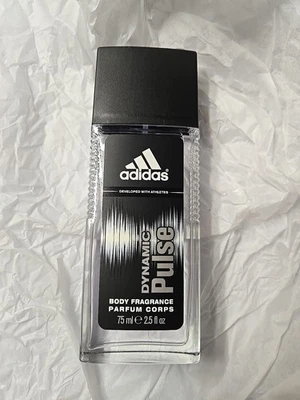 adidas
DEVELOPED WITH ATHLETES
DYNAMIC
Pulse
BODY FRAGRANCE
PARFUM CORPS
75 ml ℮ 2.5 fl oz